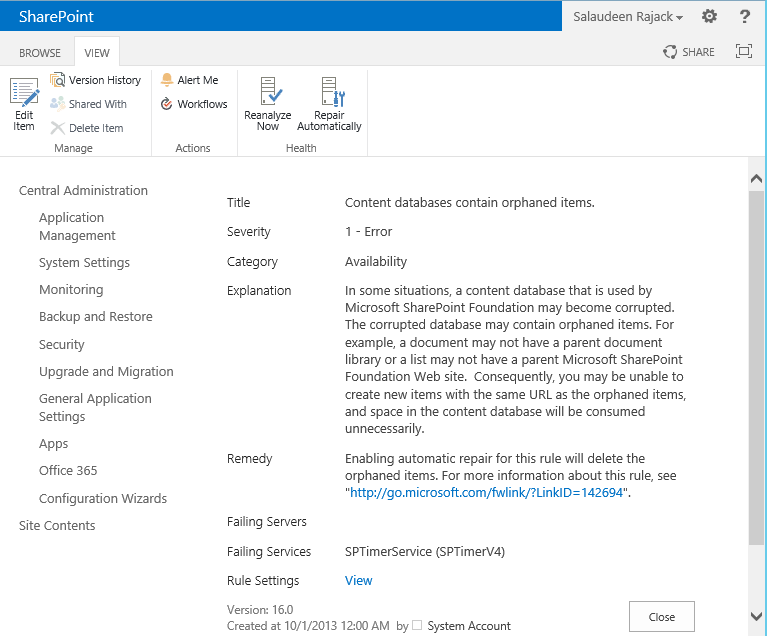 SharePoint
Salaudeen Rajack
?
BROWSE
VIEW
SHARE
Edit
Item
Version History
Shared With
Delete Item
Manage
Alert Me
Workflows
Actions
Reanalyze
Now
Repair
Automatically
Health
Central Administration
Application
Management
System Settings
Monitoring
Backup and Restore
Security
Upgrade and Migration
General Application
Settings
Apps
Office 365
Configuration Wizards
Site Contents
Title Content databases contain orphaned items.
Severity 1 - Error
Category Availability
Explanation In some situations, a content database that is used by
Microsoft SharePoint Foundation may become corrupted.
The corrupted database may contain orphaned items. For
example, a document may not have a parent document
library or a list may not have a parent Microsoft SharePoint
Foundation Web site.  Consequently, you may be unable to
create new items with the same URL as the orphaned items,
and space in the content database will be consumed
unnecessarily.
Remedy Enabling automatic repair for this rule will delete the
orphaned items. For more information about this rule, see
"http://go.microsoft.com/fwlink/?LinkID=142694".
Failing Servers
Failing Services SPTimerService (SPTimerV4)
Rule Settings View
Version: 16.0
Created at 10/1/2013 12:00 AM by System Account
Close